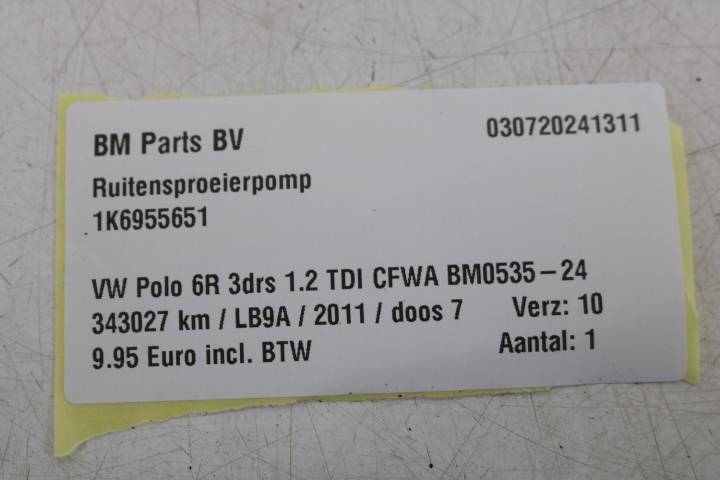 BM Parts BV 030720241311
Ruitensproeierpomp
1K6955651
VW Polo 6R 3drs 1.2 TDI CFWA BM0535-24
343027 km / LB9A / 2011 / doos 7 Verz: 10
9.95 Euro incl. BTW Aantal: 1